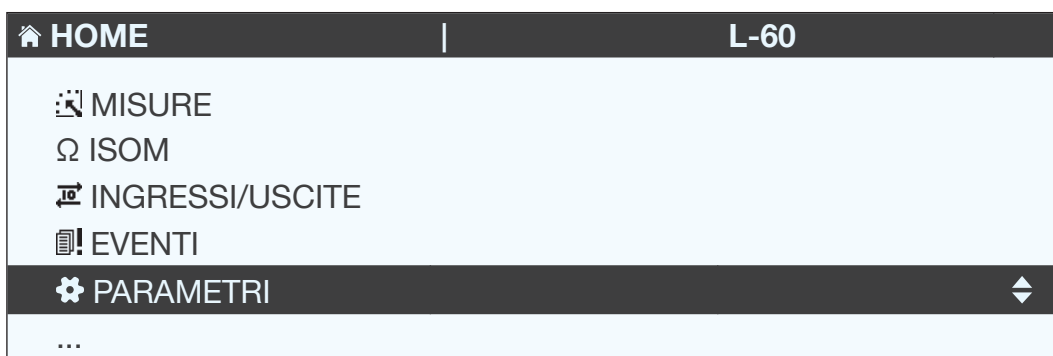 HOME | L-60
MISURE
Ω ISOM
INGRESSI/USCITE
EVENTI
PARAMETRI
...